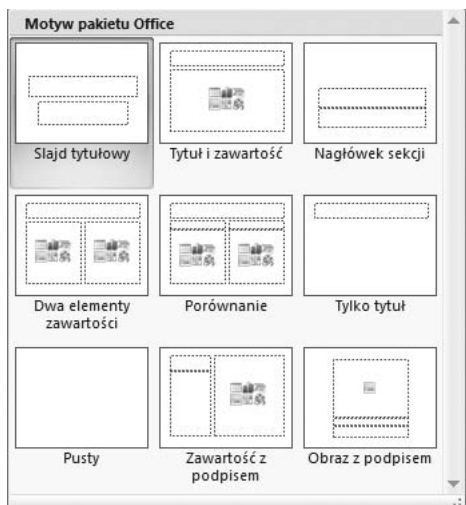 Motyw pakietu Office
Slajd tytułowy
Tytuł i zawartość
Nagłówek sekcji
Dwa elementy
zawartości
Porównanie
Tylko tytuł
Pusty
Zawartość z
podpisem
Obraz z podpisem